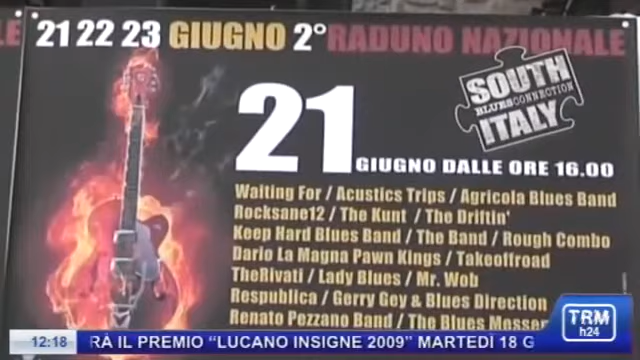 21 22 23 GIUGNO 2° RADUNO NAZIONALE
SOUTH
BLUES CONNECTION
ITALY
21 GIUGNO DALLE ORE 16.00
Waiting For / Acustics Trips / Agricola Blues Band
Rocksane12 / The Kunt / The Driftin'
Keep Hard Blues Band / The Band / Rough Combo
Dario La Magna Pawn Kings / Takeoffroad
TheRivati / Lady Blues / Mr. Wob
Respublica / Gerry Gey & Blues Direction
Renato Pezzano Band / The Blues Messen
TRM
h24
12:18 RÀ IL PREMIO “LUCANO INSIGNE 2009” MARTEDÌ 18 G